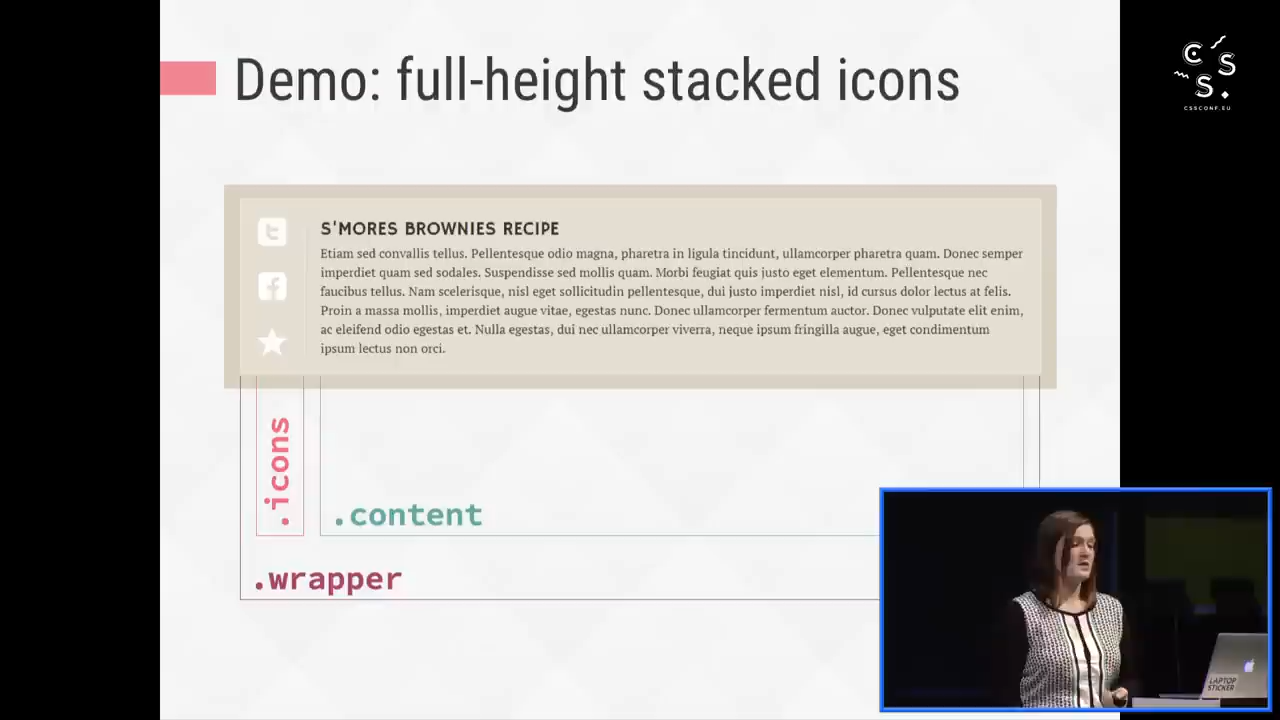 Demo: full-height stacked icons
CSS.
CSSCONF.EU
S'MORES BROWNIES RECIPE
Etiam sed convallis tellus. Pellentesque odio magna, pharetra in ligula tincidunt, ullamcorper pharetra quam. Donec semper
imperdiet quam sed sodales. Suspendisse sed mollis quam. Morbi feugiat quis justo eget elementum. Pellentesque nec
faucibus tellus. Nam scelerisque, nisl eget sollicitudin pellentesque, dui justo imperdiet nisl, id cursus dolor lectus at felis.
Proin a massa mollis, imperdiet augue vitae, egestas nunc. Donec ullamcorper fermentum auctor. Donec vulputate elit enim,
ac eleifend odio egestas et. Nulla egestas, dui nec ullamcorper viverra, neque ipsum fringilla augue, eget condimentum
ipsum lectus non orci.
.icons
.content
.wrapper
LAPTOP
STICKER